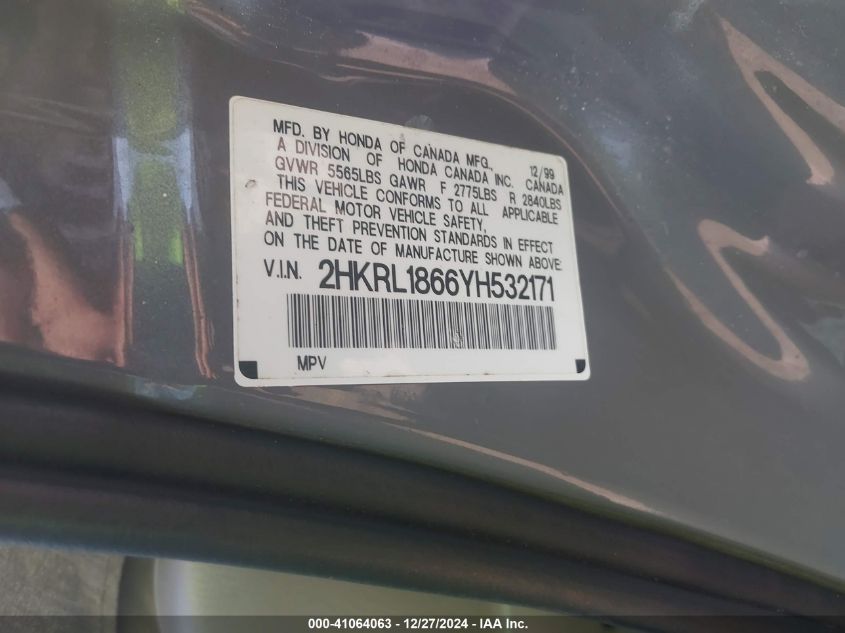 MFD. BY HONDA OF CANADA MFG.
A DIVISION OF HONDA CANADA INC. CANADA 12/99
GVWR 5565LBS GAWR F 2775LBS R 2840LBS
THIS VEHICLE CONFORMS TO ALL APPLICABLE
FEDERAL MOTOR VEHICLE SAFETY,
AND THEFT PREVENTION STANDARDS IN EFFECT
ON THE DATE OF MANUFACTURE SHOWN ABOVE:
V.I.N. 2HKRL1866YH532171
MPV
000-41064063 - 12/27/2024 - IAA Inc.